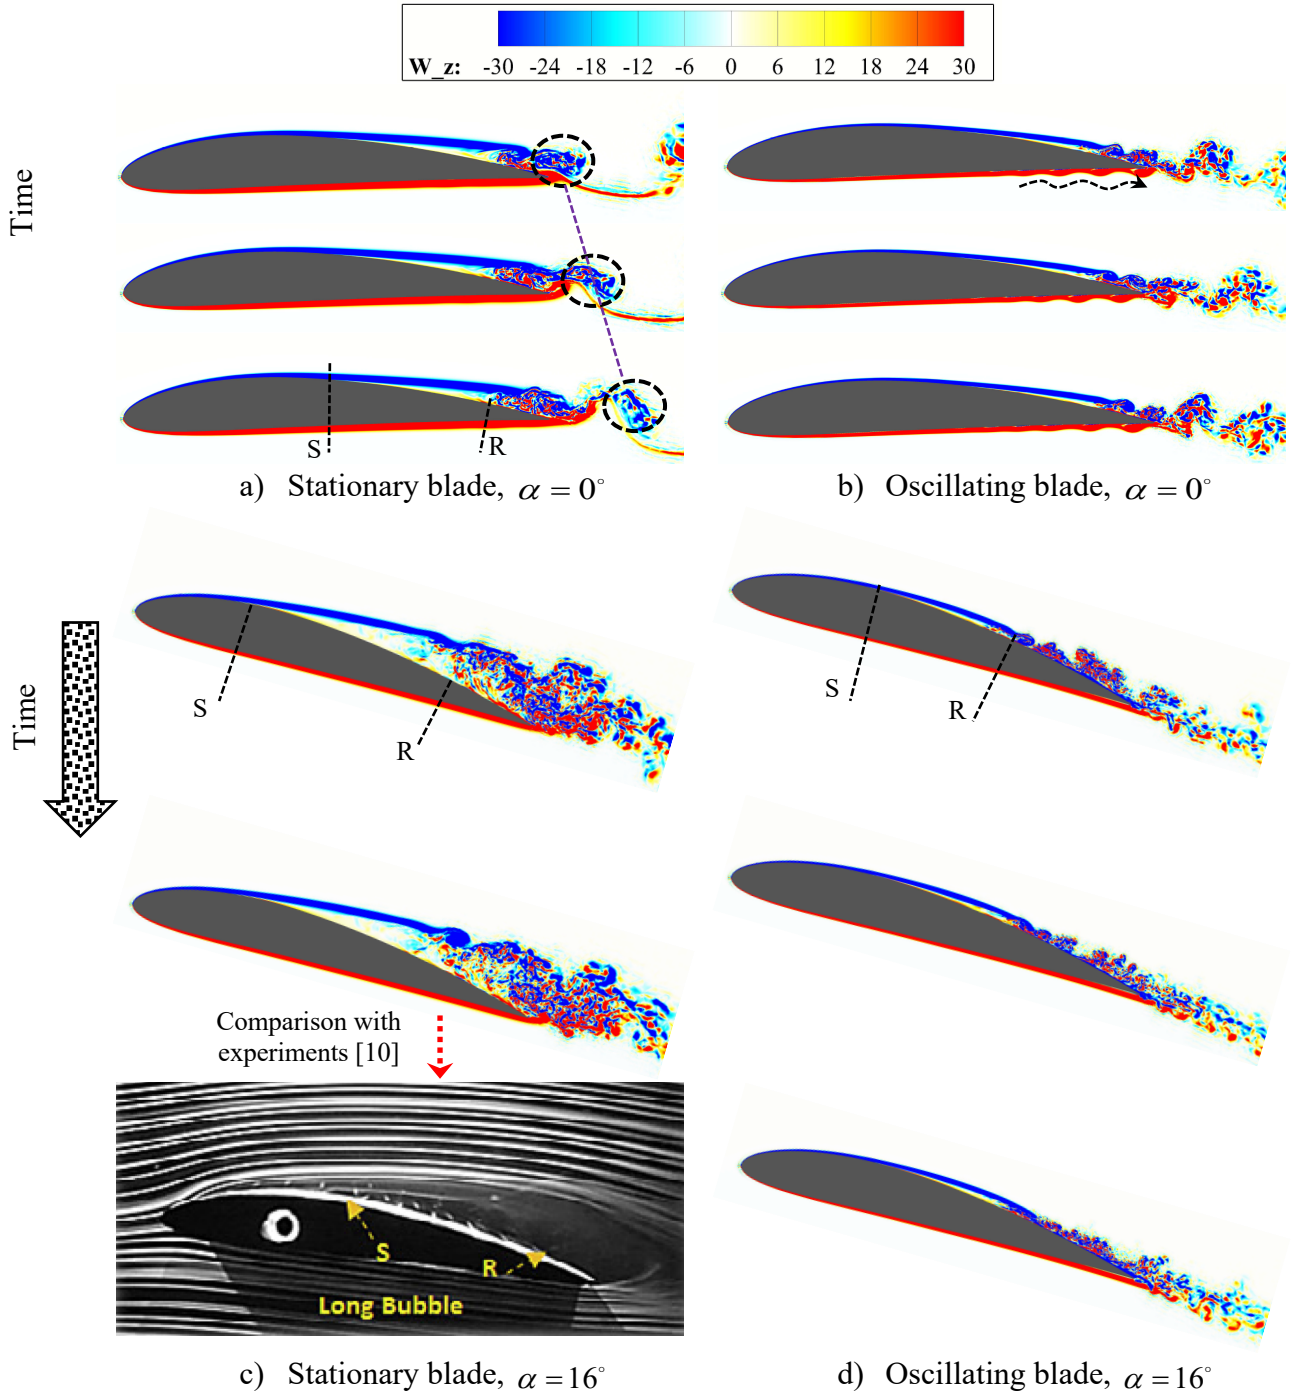 W_z: -30 -24 -18 -12 -6 0 6 12 18 24 30
Time
S
R
a) Stationary blade, α = 0°
b) Oscillating blade, α = 0°
Time
S
R
S
R
Comparison with
experiments [10]
S
R
Long Bubble
c) Stationary blade, α = 16°
d) Oscillating blade, α = 16°